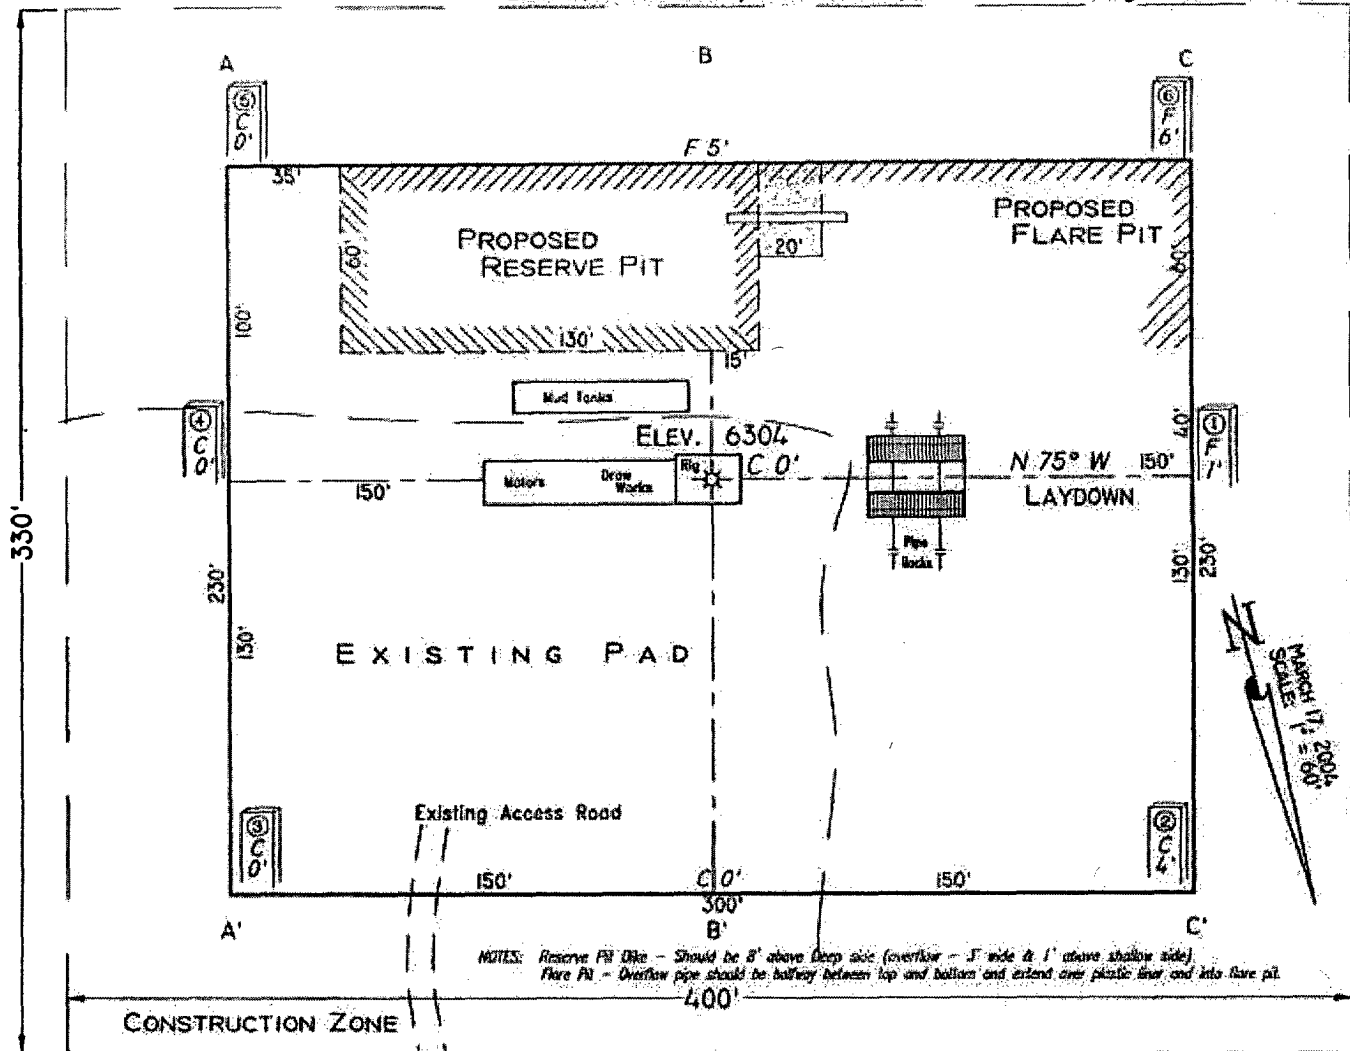 A
B
C
⑤
C
0'
⑥
F
6'
F 5'
35'
PROPOSED
RESERVE PIT
PROPOSED
FLARE PIT
60'
20'
60'
100'
130'
15'
Mud Tanks
④
C
0'
ELEV. 6304
C 0'
40'
①
F
1'
150'
Motors
Draw
Works
Rig
N 75° W
150'
LAYDOWN
Pipe
Racks
330'
230'
130'
130'
230'
EXISTING PAD
N
MARCH 17, 2004
SCALE: 1" = 60'
Existing Access Road
③
C
0'
②
C
4'
150'
C 0'
150'
300'
A'
B'
C'
NOTES: Reserve Pit Dike - Should be 8' above Deep side (overflow - 3' wide & 1' above shallow side)
Flare Pit - Overflow pipe should be halfway between top and bottom and extend over plastic liner and into flare pit.
400'
CONSTRUCTION ZONE